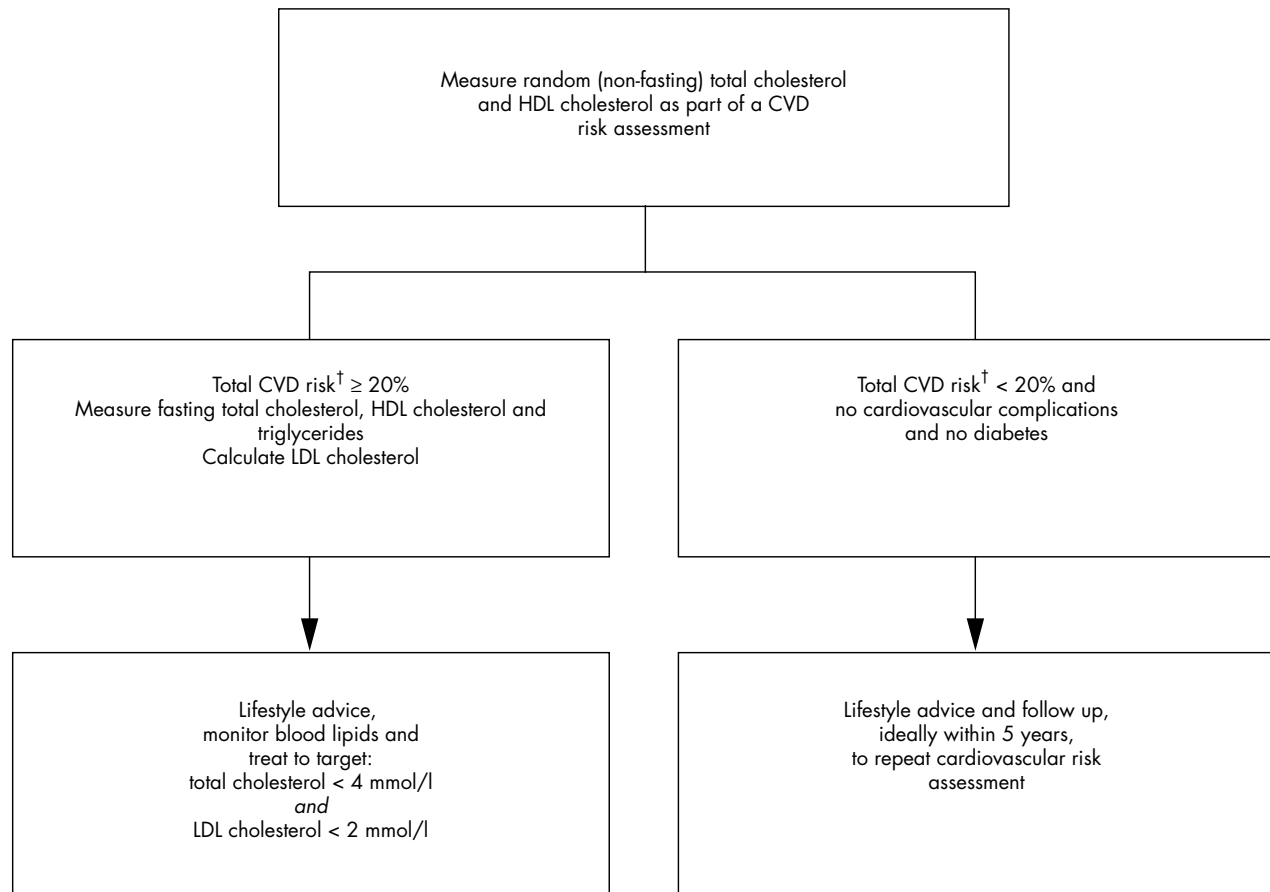 Measure random (non-fasting) total cholesterol
and HDL cholesterol as part of a CVD
risk assessment
Total CVD risk† ≥ 20%
Measure fasting total cholesterol, HDL cholesterol and
triglycerides
Calculate LDL cholesterol
Total CVD risk† < 20% and
no cardiovascular complications
and no diabetes
Lifestyle advice,
monitor blood lipids and
treat to target:
total cholesterol < 4 mmol/l
and
LDL cholesterol < 2 mmol/l
Lifestyle advice and follow up,
ideally within 5 years,
to repeat cardiovascular risk
assessment